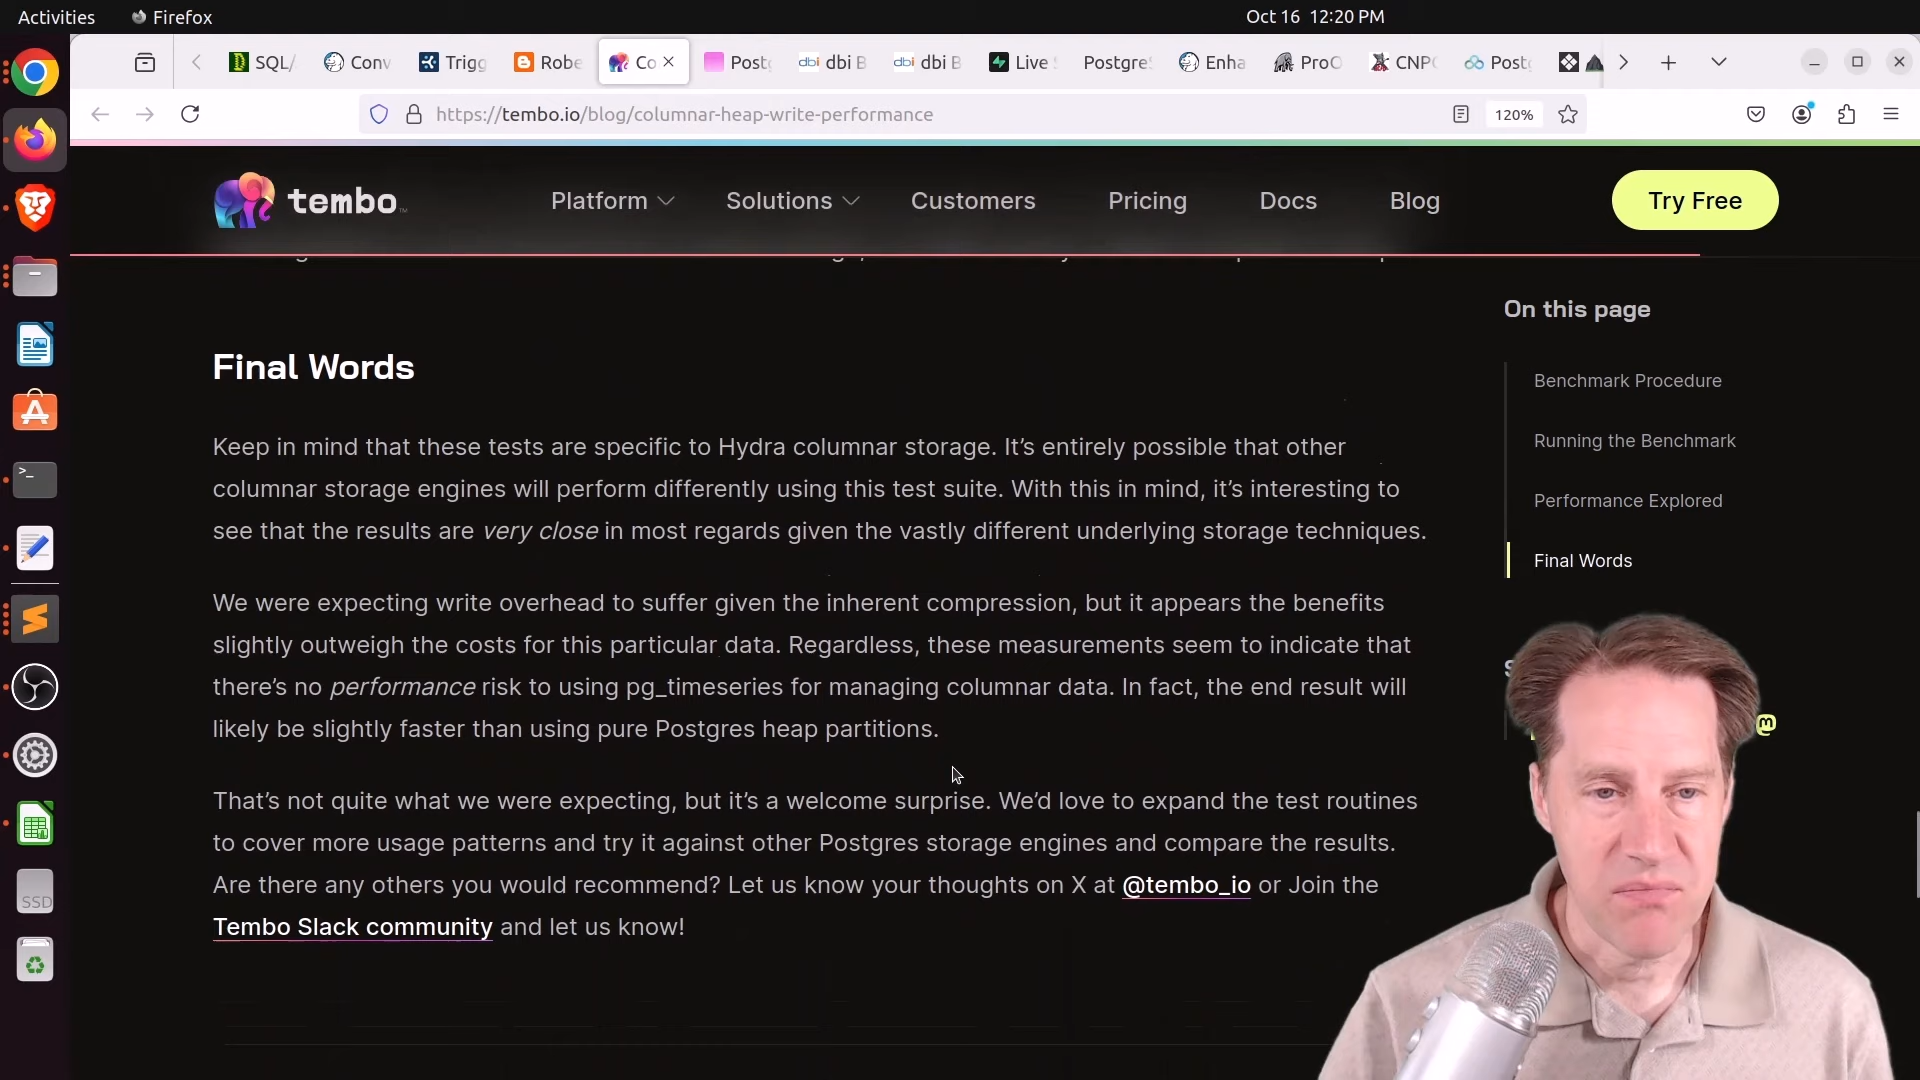 Activities
Firefox
Oct 16 12:20 PM
SQL/
Conv
Trigg
Robe
Co
Postg
dbi B
dbi B
Live
Postgre
Enha
ProO
CNPG
Postg
https://tembo.io/blog/columnar-heap-write-performance
120%
tembo
Platform
Solutions
Customers
Pricing
Docs
Blog
Try Free
Final Words
Keep in mind that these tests are specific to Hydra columnar storage. It’s entirely possible that other
columnar storage engines will perform differently using this test suite. With this in mind, it’s interesting to
see that the results are very close in most regards given the vastly different underlying storage techniques.
We were expecting write overhead to suffer given the inherent compression, but it appears the benefits
slightly outweigh the costs for this particular data. Regardless, these measurements seem to indicate that
there’s no performance risk to using pg_timeseries for managing columnar data. In fact, the end result will
likely be slightly faster than using pure Postgres heap partitions.
That’s not quite what we were expecting, but it’s a welcome surprise. We’d love to expand the test routines
to cover more usage patterns and try it against other Postgres storage engines and compare the results.
Are there any others you would recommend? Let us know your thoughts on X at @tembo_io or Join the
Tembo Slack community and let us know!
On this page
Benchmark Procedure
Running the Benchmark
Performance Explored
Final Words
SSD